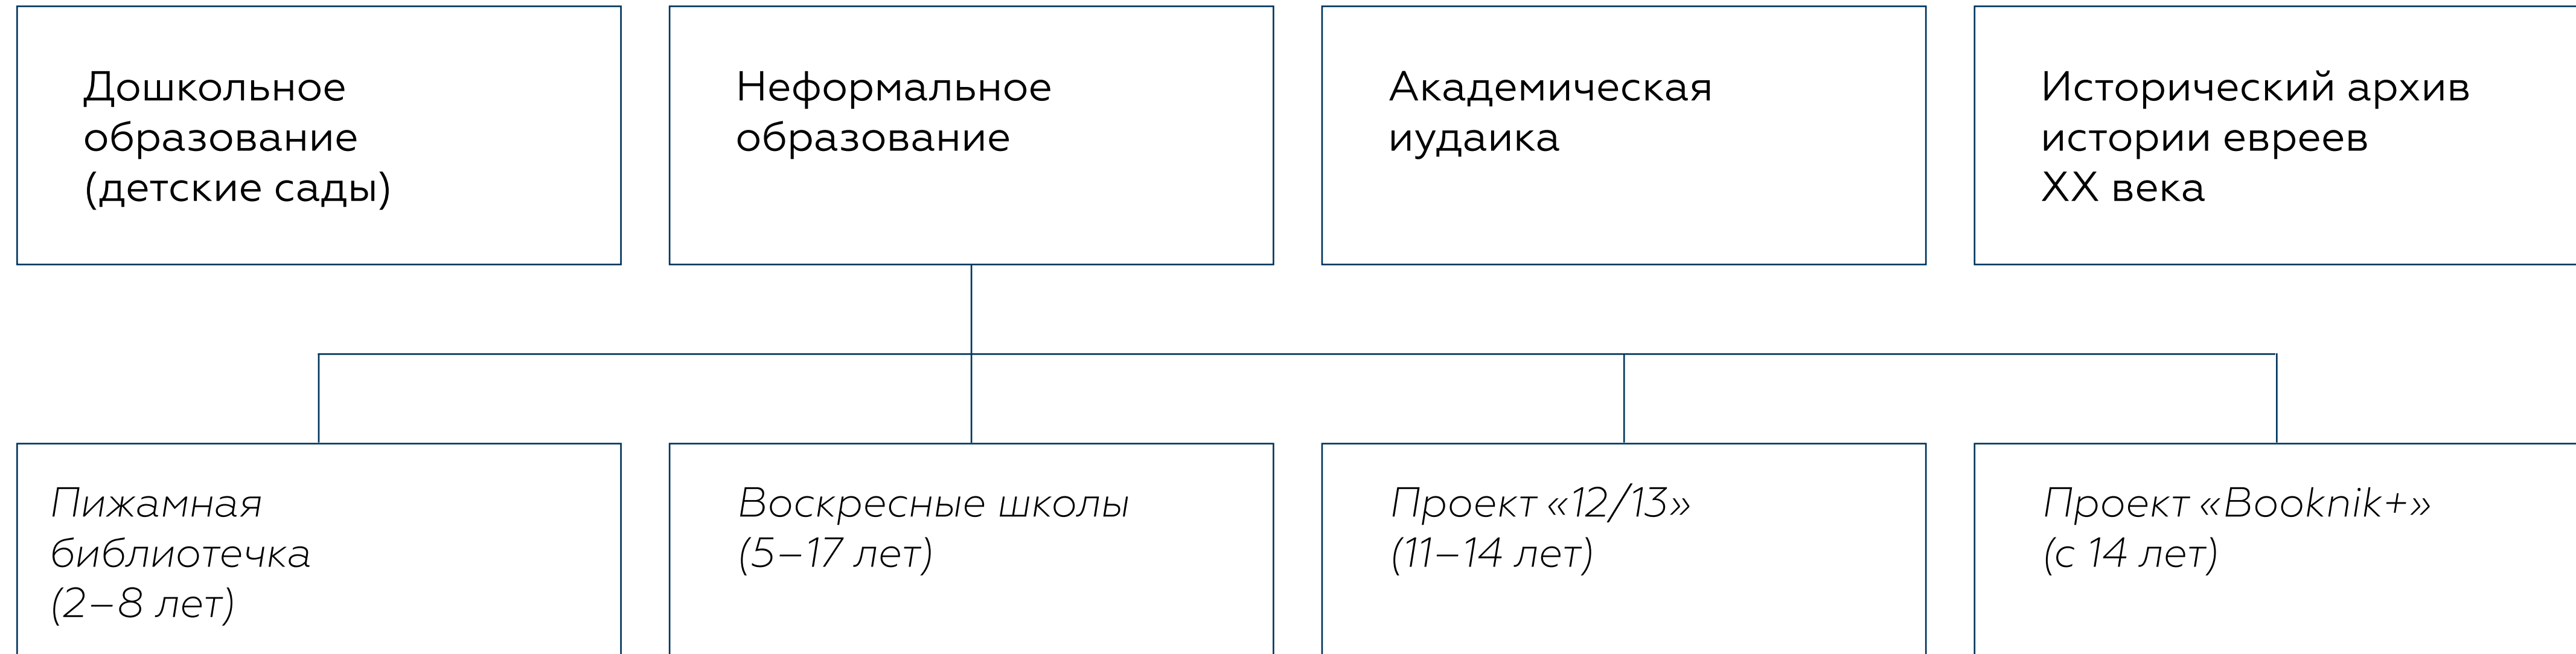 Дошкольное
образование
(детские сады)
Неформальное
образование
Академическая
иудаика
Исторический архив
истории евреев
XX века
Пижамная
библиотечка
(2–8 лет)
Воскресные школы
(5–17 лет)
Проект «12/13»
(11–14 лет)
Проект «Booknik+»
(с 14 лет)